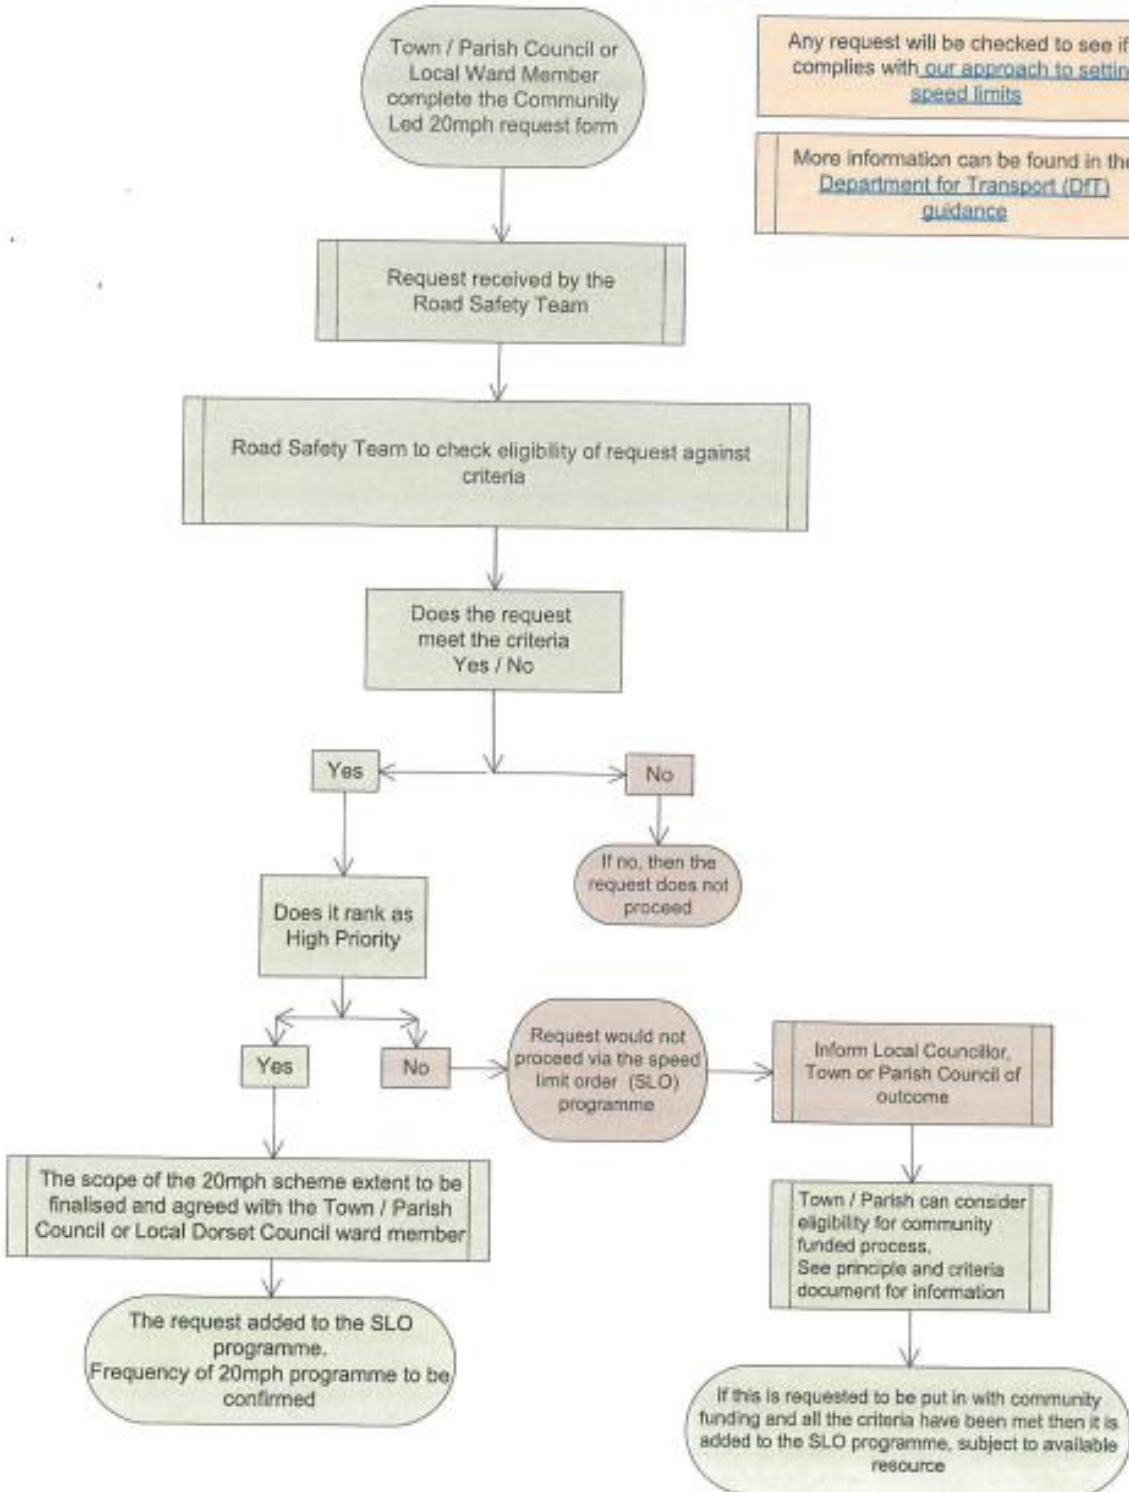 Town / Parish Council or
Local Ward Member
complete the Community
Led 20mph request form
Any request will be checked to see if
complies with our approach to setting
speed limits
More information can be found in the
Department for Transport (DfT)
guidance
Request received by the
Road Safety Team
Road Safety Team to check eligibility of request against
criteria
Does the request
meet the criteria
Yes / No
Yes
No
If no, then the
request does not
proceed
Does it rank as
High Priority
Yes
No
Request would not
proceed via the speed
limit order (SLO)
programme
Inform Local Councillor,
Town or Parish Council of
outcome
The scope of the 20mph scheme extent to be
finalised and agreed with the Town / Parish
Council or Local Dorset Council ward member
Town / Parish can consider
eligibility for community
funded process.
See principle and criteria
document for information
The request added to the SLO
programme.
Frequency of 20mph programme to be
confirmed
If this is requested to be put in with community
funding and all the criteria have been met then it is
added to the SLO programme, subject to available
resource